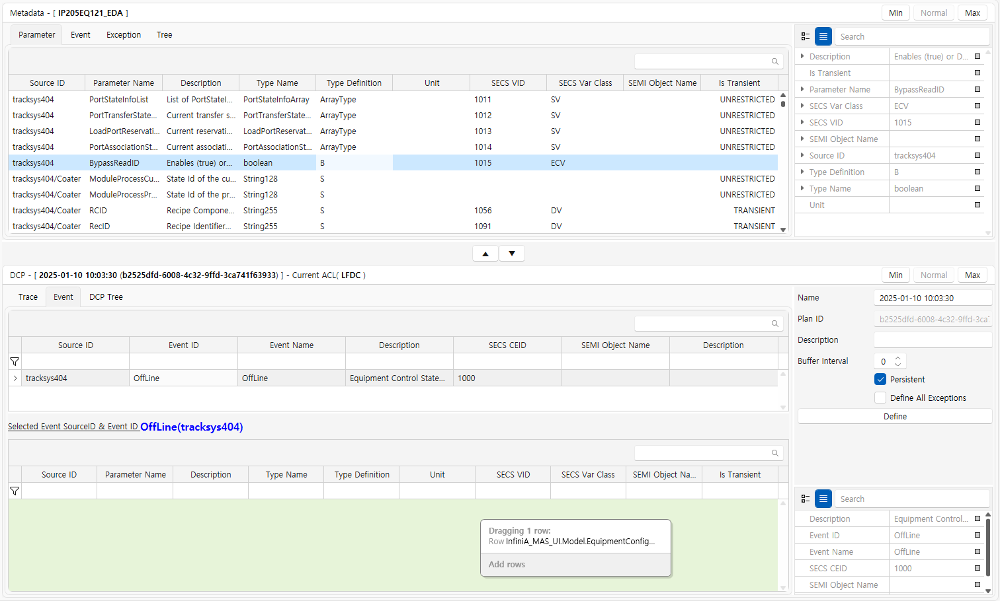 Metadata - [ IP205EQ121_EDA ]
Min Normal Max
Parameter Event Exception Tree
Search
Source ID Parameter Name Description Type Name Type Definition Unit SECS VID SECS Var Class SEMI Object Name Is Transient
tracksys404 PortStateInfoList List of PortStateI... PortStateInfoArray ArrayType 1011 SV UNRESTRICTED
tracksys404 PortTransferState... Current transfer s... PortTransferState... ArrayType 1012 SV UNRESTRICTED
tracksys404 LoadPortReservati... Current reservatio... LoadPortReservat... ArrayType 1013 SV UNRESTRICTED
tracksys404 PortAssociationSt... Current associati... PortAssociationSt... ArrayType 1014 SV UNRESTRICTED
tracksys404 BypassReadID Enables (true) or... boolean B 1015 ECV
tracksys404/Coater ModuleProcessCu... State Id of the cu... String128 S UNRESTRICTED
tracksys404/Coater ModuleProcessPr... State Id of the pr... String128 S UNRESTRICTED
tracksys404/Coater RCID Recipe Compone... String255 S 1056 DV TRANSIENT
tracksys404/Coater RecID Recipe Identifier... String255 S 1091 DV TRANSIENT
Description Enables (true) or D...
Is Transient
Parameter Name BypassReadID
SECS Var Class ECV
SECS VID 1015
SEMI Object Name
Source ID tracksys404
Type Definition B
Type Name boolean
Unit
DCP - [ 2025-01-10 10:03:30 (b2525dfd-6008-4c32-9ffd-3ca741f63933) ] - Current ACL( LFDC )
Min Normal Max
Trace Event DCP Tree
Source ID Event ID Event Name Description SECS CEID SEMI Object Name Description
tracksys404 OffLine OffLine Equipment Control State... 1000
Selected Event SourceID & Event ID OffLine(tracksys404)
Source ID Parameter Name Description Type Name Type Definition Unit SECS VID SECS Var Class SEMI Object Na... Is Transient
Dragging 1 row:
Row InfiniA_MAS_UI.Model.EquipmentConfig...
Add rows
Name 2025-01-10 10:03:30
Plan ID b2525dfd-6008-4c32-9ffd-3ca7
Description
Buffer Interval 0
Persistent
Define All Exceptions
Define
Search
Description Equipment Control...
Event ID OffLine
Event Name OffLine
SECS CEID 1000
SEMI Object Name